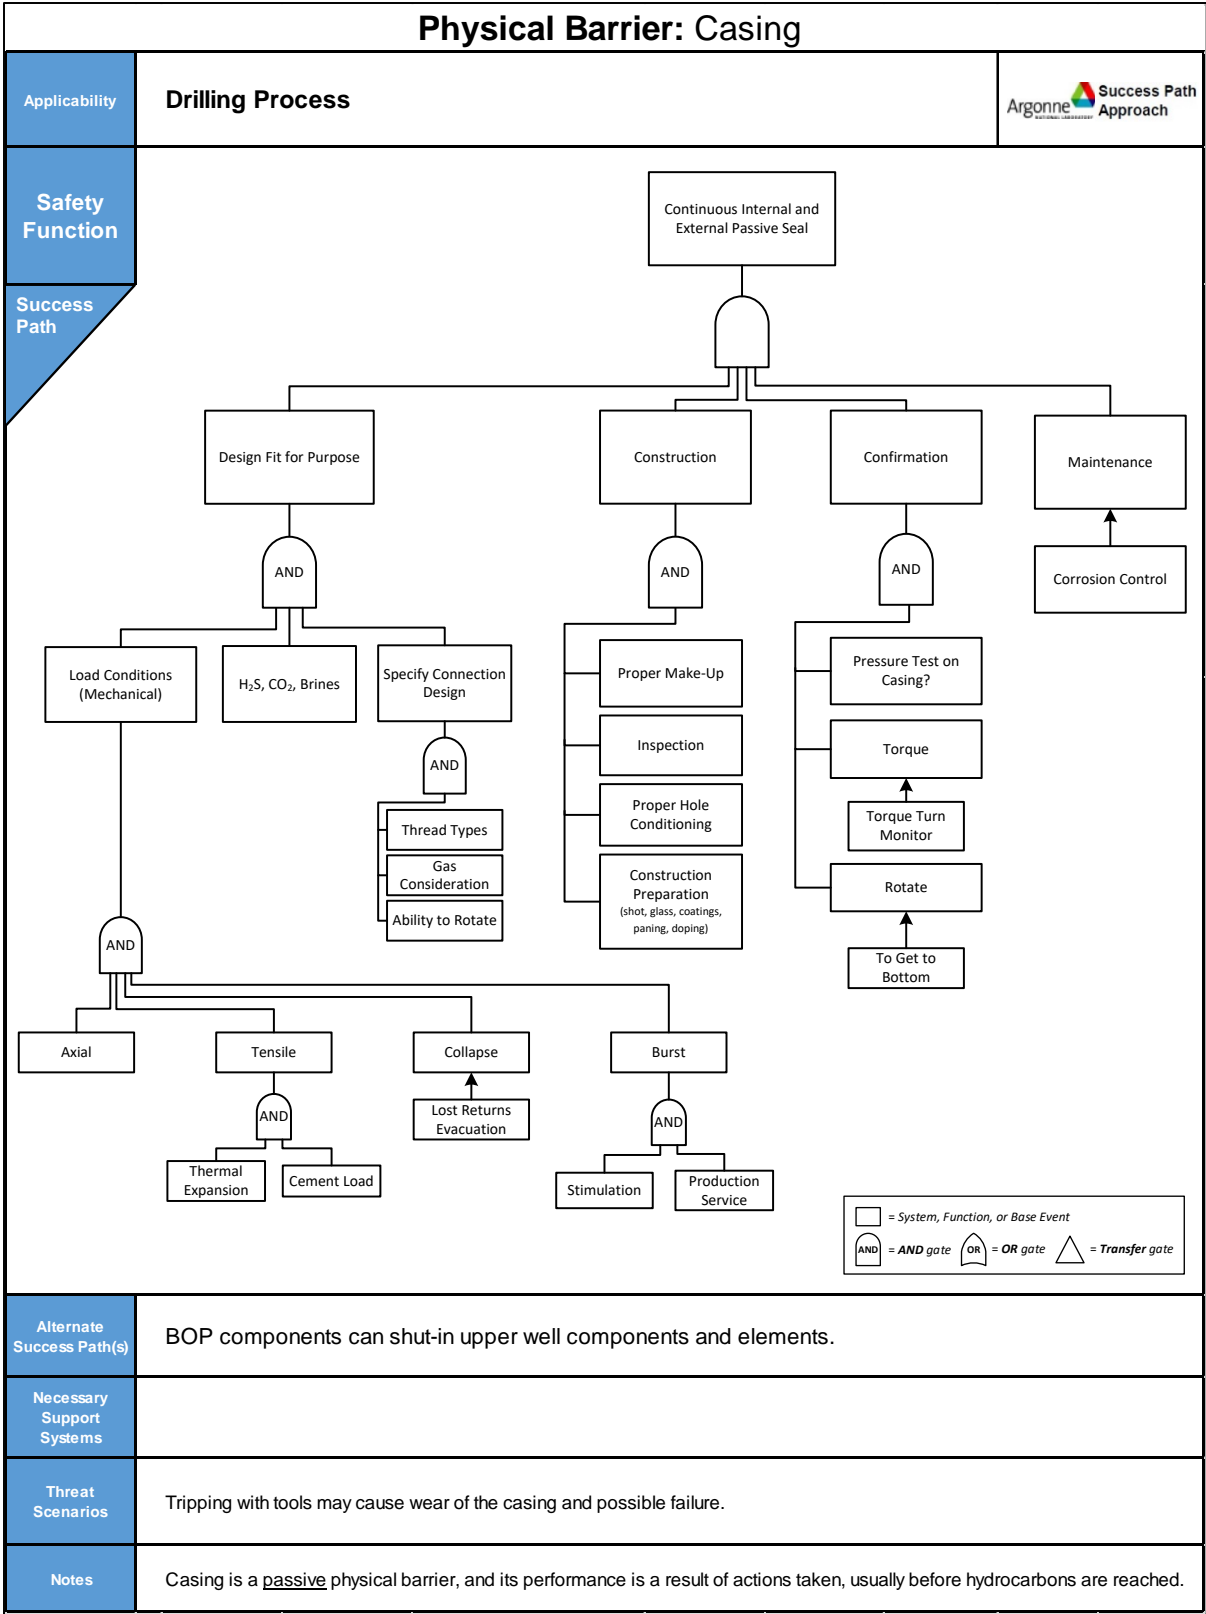 Physical Barrier: Casing
Applicability
Drilling Process
Argonne
NATIONAL LABORATORY
Success Path
Approach
Safety
Function
Success
Path
Continuous Internal and
External Passive Seal
Design Fit for Purpose
Construction
Confirmation
Maintenance
AND
AND
AND
Corrosion Control
Load Conditions
(Mechanical)
H₂S, CO₂, Brines
Specify Connection
Design
AND
Thread Types
Gas
Consideration
Ability to Rotate
Proper Make-Up
Inspection
Proper Hole
Conditioning
Construction
Preparation
(shot, glass, coatings,
paning, doping)
Pressure Test on
Casing?
Torque
Torque Turn
Monitor
Rotate
To Get to
Bottom
AND
Axial
Tensile
Collapse
Burst
AND
Lost Returns
Evacuation
AND
Thermal
Expansion
Cement Load
Stimulation
Production
Service
= System, Function, or Base Event
AND
= AND gate
OR
= OR gate
= Transfer gate
Alternate
Success Path(s)
BOP components can shut-in upper well components and elements.
Necessary
Support
Systems
Threat
Scenarios
Tripping with tools may cause wear of the casing and possible failure.
Notes
Casing is a passive physical barrier, and its performance is a result of actions taken, usually before hydrocarbons are reached.